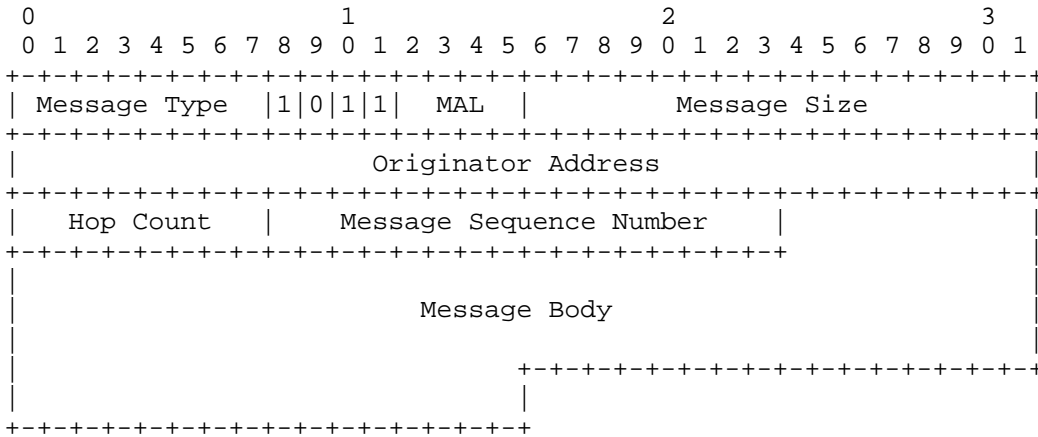 0                   1                   2                   3
 0 1 2 3 4 5 6 7 8 9 0 1 2 3 4 5 6 7 8 9 0 1 2 3 4 5 6 7 8 9 0 1
+-+-+-+-+-+-+-+-+-+-+-+-+-+-+-+-+-+-+-+-+-+-+-+-+-+-+-+-+-+-+-+-+
| Message Type  |1|0|1|1|  MAL  |         Message Size          |
+-+-+-+-+-+-+-+-+-+-+-+-+-+-+-+-+-+-+-+-+-+-+-+-+-+-+-+-+-+-+-+-+
|                      Originator Address                       |
+-+-+-+-+-+-+-+-+-+-+-+-+-+-+-+-+-+-+-+-+-+-+-+-+-+-+-+-+-+-+-+-+
|   Hop Count   |    Message Sequence Number    |               |
+-+-+-+-+-+-+-+-+-+-+-+-+-+-+-+-+-+-+-+-+-+-+-+-+               |
|                                                               |
|                         Message Body                          |
|                                                               |
|                               +-+-+-+-+-+-+-+-+-+-+-+-+-+-+-+-+
|                               |
+-+-+-+-+-+-+-+-+-+-+-+-+-+-+-+-+